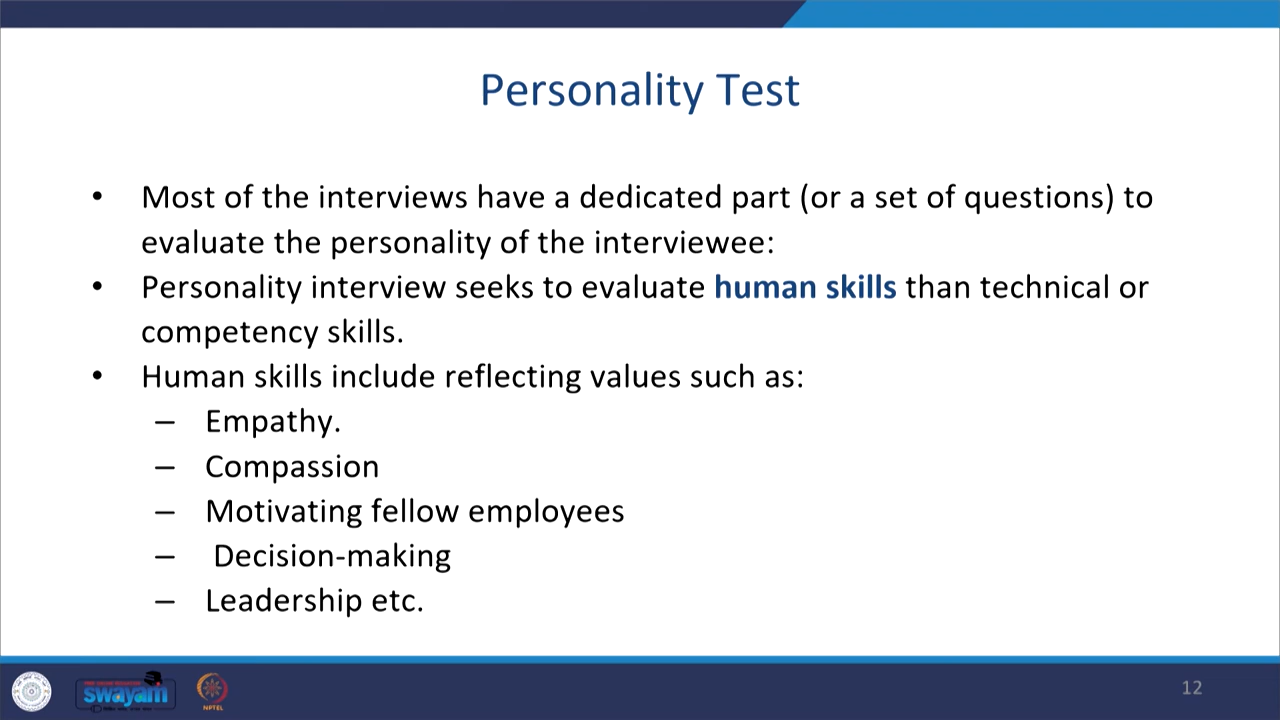 Personality Test
• Most of the interviews have a dedicated part (or a set of questions) to
evaluate the personality of the interviewee:
• Personality interview seeks to evaluate human skills than technical or
competency skills.
• Human skills include reflecting values such as:
– Empathy.
– Compassion
– Motivating fellow employees
– Decision-making
– Leadership etc.
swayam
NPTEL
12